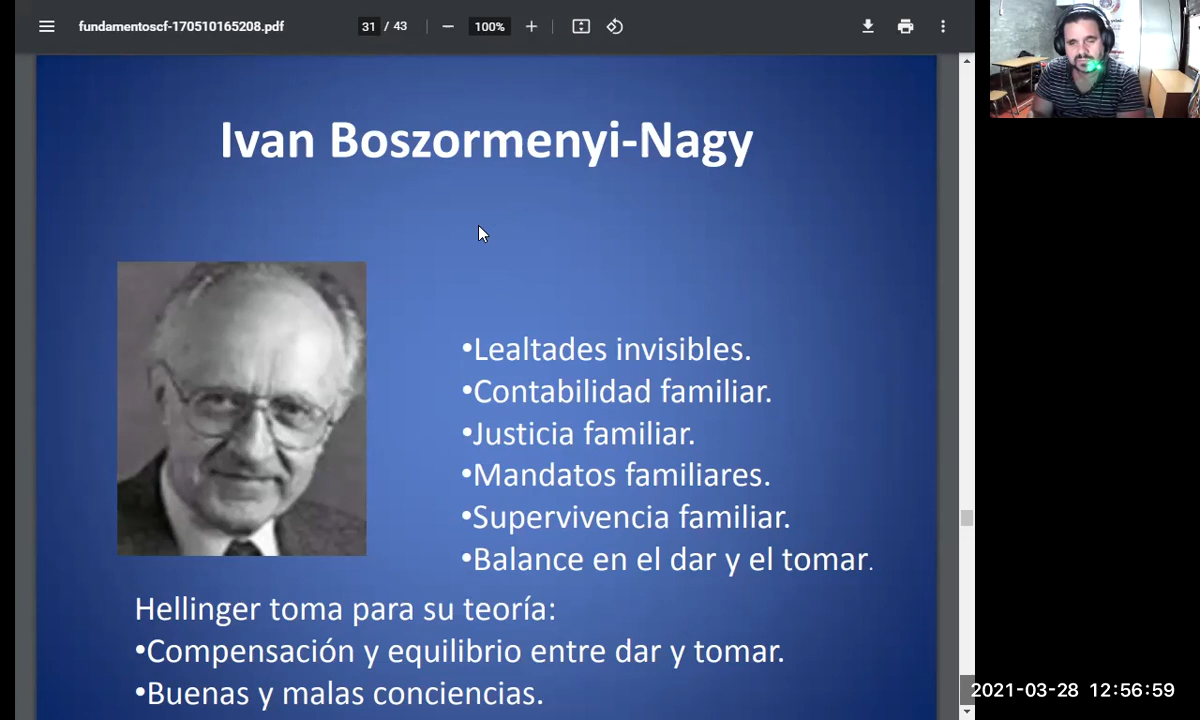 fundamentoscf-170510165208.pdf
31 / 43
100%
Ivan Boszormenyi-Nagy
•Lealtades invisibles.
•Contabilidad familiar.
•Justicia familiar.
•Mandatos familiares.
•Supervivencia familiar.
•Balance en el dar y el tomar.
Hellinger toma para su teoría:
•Compensación y equilibrio entre dar y tomar.
•Buenas y malas conciencias.
2021-03-28 12:56:59